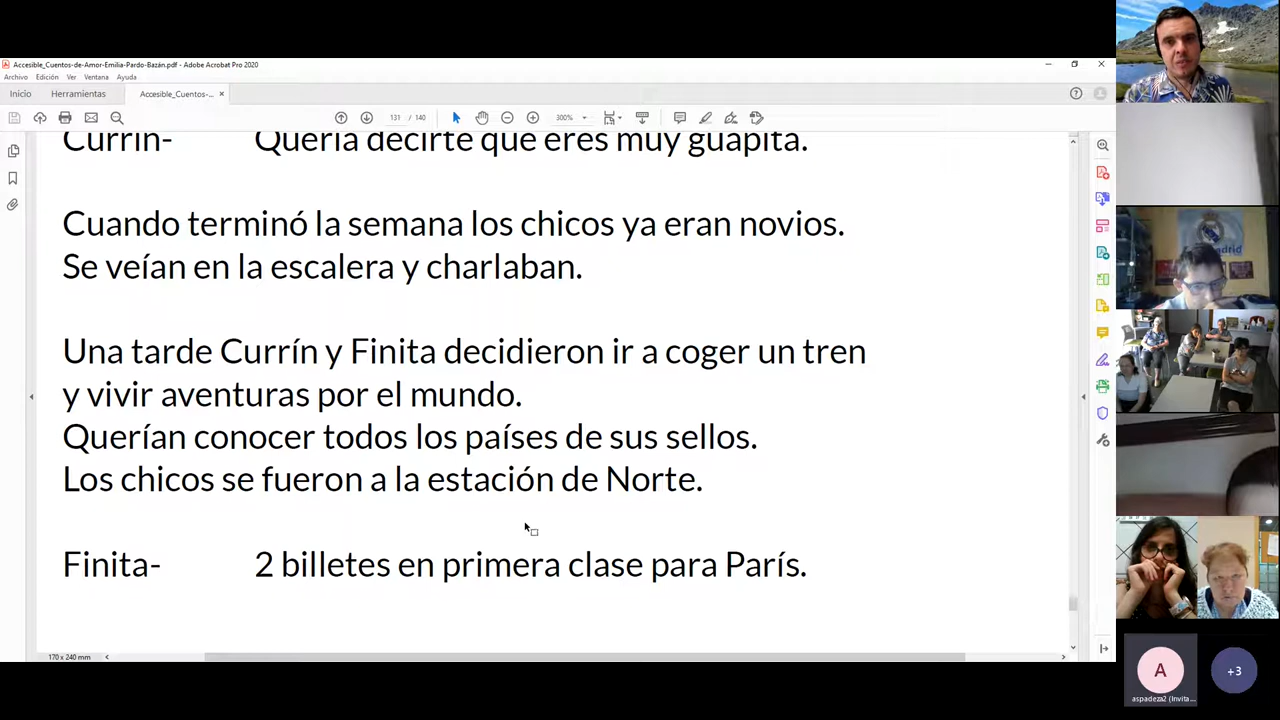 Accesible_Cuentos-de-Amor-Emilia-Pardo-Bazán.pdf - Adobe Acrobat Pro 2020
Archivo Edición Ver Ventana Ayuda
Inicio Herramientas Accesible_Cuentos-...
131 / 140 300%
Currín- Quería decirte que eres muy guapita.
Cuando terminó la semana los chicos ya eran novios.
Se veían en la escalera y charlaban.
Una tarde Currín y Finita decidieron ir a coger un tren
y vivir aventuras por el mundo.
Querían conocer todos los países de sus sellos.
Los chicos se fueron a la estación de Norte.
Finita- 2 billetes en primera clase para París.
170 x 240 mm
A
+3
aspadeza2 (Invita...